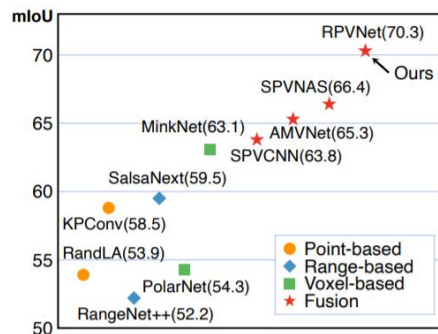 mIoU
RPVNet(70.3)
70
Ours
SPVNAS(66.4)
65
MinkNet(63.1)
AMVNet(65.3)
SPVCNN(63.8)
SalsaNext(59.5)
60
KPConv(58.5)
RandLA(53.9)
55
PolarNet(54.3)
RangeNet++(52.2)
50
Point-based
Range-based
Voxel-based
Fusion